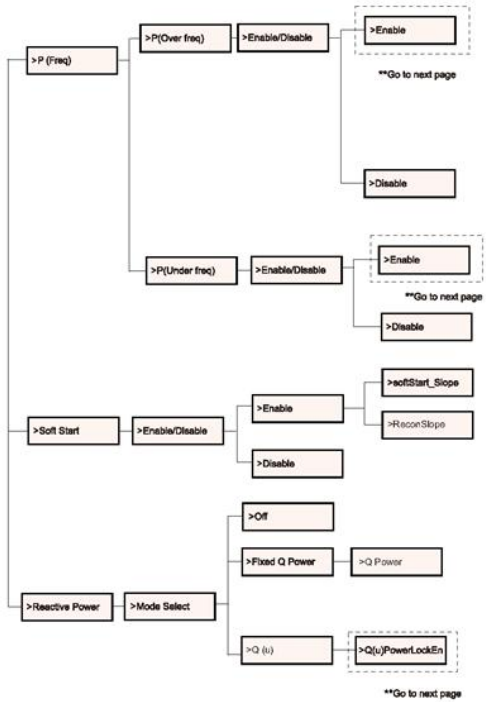 >P (Freq)
>P(Over freq)
>Enable/Disable
>Enable
**Go to next page
>Disable
>P(Under freq)
>Enable/Disable
>Enable
**Go to next page
>Disable
>Soft Start
>Enable/Disable
>Enable
>softStart_Slope
>ReconSlope
>Disable
>Reactive Power
>Mode Select
>Off
>Fixed Q Power
>Q Power
>Q (u)
>Q(u)PowerLockEn
**Go to next page